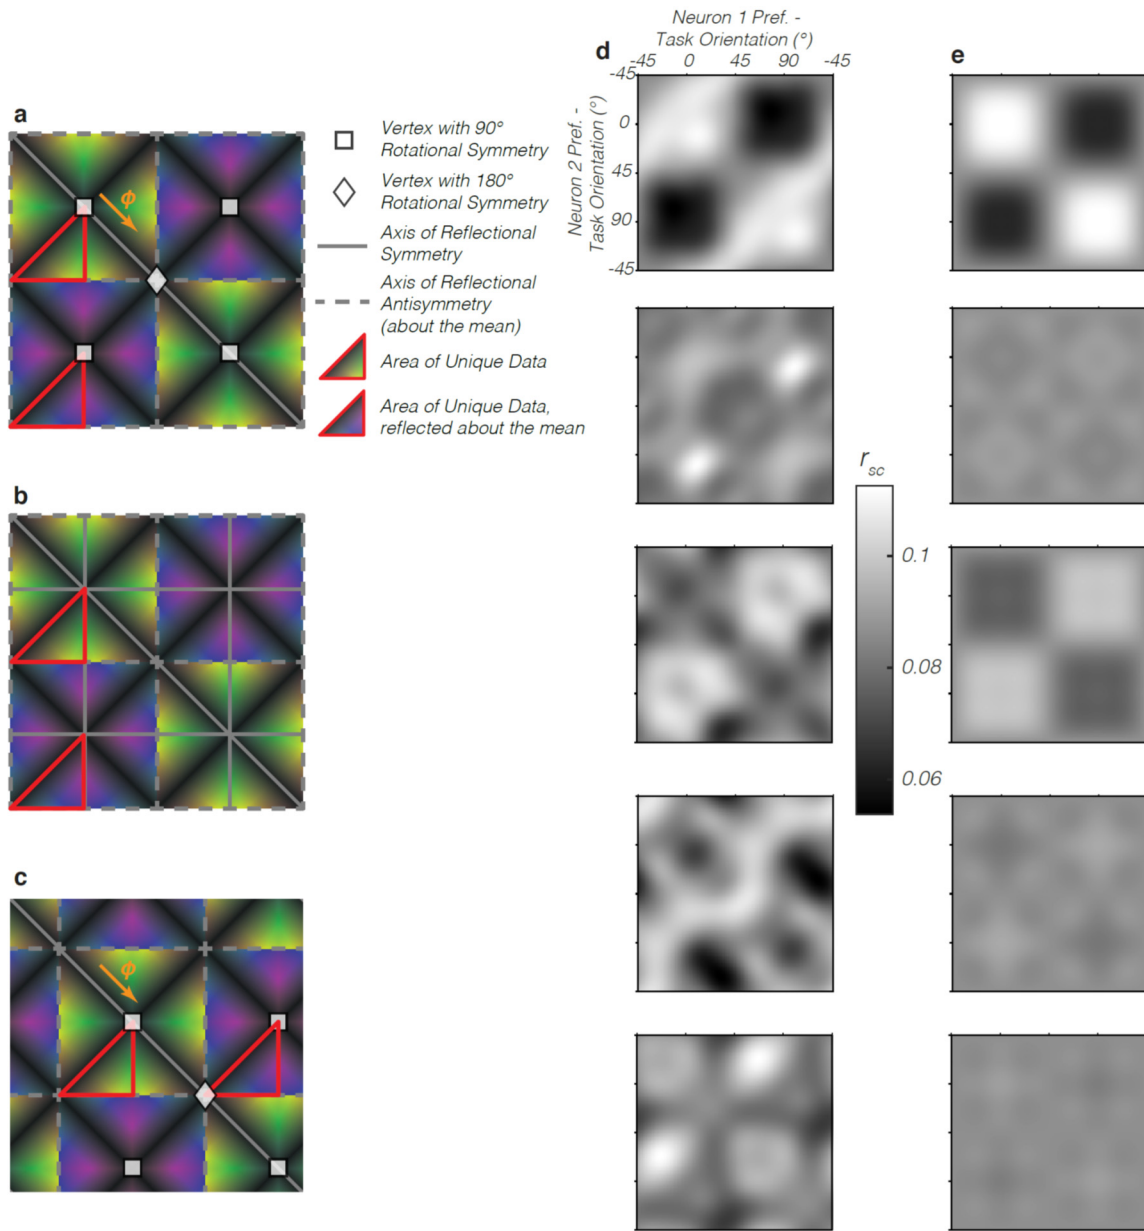 a
Vertex with 90°
Rotational Symmetry
Vertex with 180°
Rotational Symmetry
Axis of Reflectional
Symmetry
Axis of Reflectional
Antisymmetry
(about the mean)
Area of Unique Data
Area of Unique Data,
reflected about the mean
ϕ
b
c
ϕ
d
Neuron 1 Pref. -
Task Orientation (°)
-45 0 45 90 -45
Neuron 2 Pref. -
Task Orientation (°)
-45
0
45
90
-45
e
r_sc
0.1
0.08
0.06